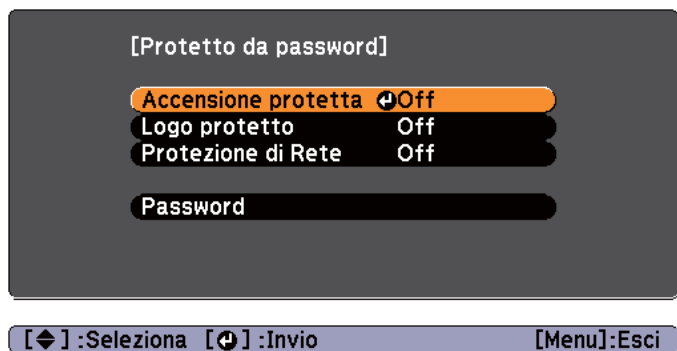 [Protetto da password]
Accensione protetta Off
Logo protetto Off
Protezione di Rete Off
Password
[ ] :Seleziona [ ] :Invio [Menu]:Esci